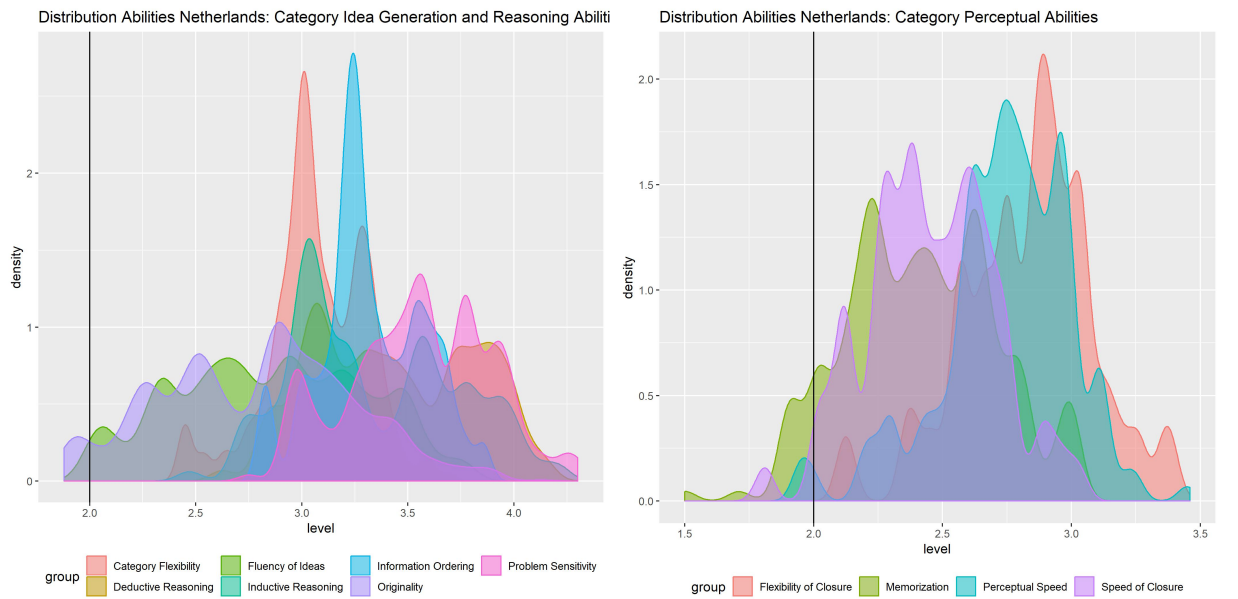 Distribution Abilities Netherlands: Category Idea Generation and Reasoning Abiliti
density
2
1
0
2.0 2.5 3.0 3.5 4.0
level
group
Category Flexibility Fluency of Ideas Information Ordering Problem Sensitivity
Deductive Reasoning Inductive Reasoning Originality
Distribution Abilities Netherlands: Category Perceptual Abilities
density
2.0
1.5
1.0
0.5
0.0
1.5 2.0 2.5 3.0 3.5
level
group Flexibility of Closure Memorization Perceptual Speed Speed of Closure